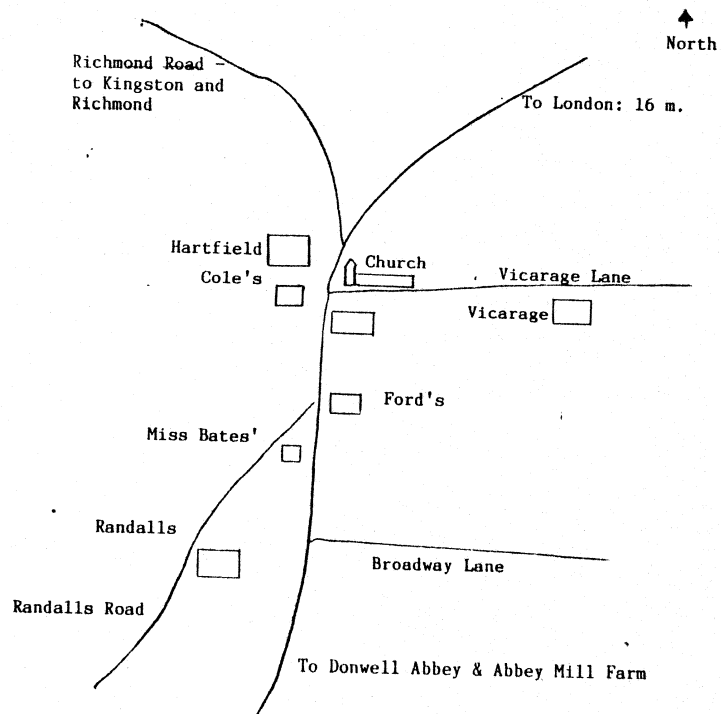 North
Richmond Road -
to Kingston and
Richmond
To London: 16 m.
Hartfield
Church
Cole's
Vicarage Lane
Vicarage
Ford's
Miss Bates'
Randalls
Broadway Lane
Randalls Road
To Donwell Abbey & Abbey Mill Farm